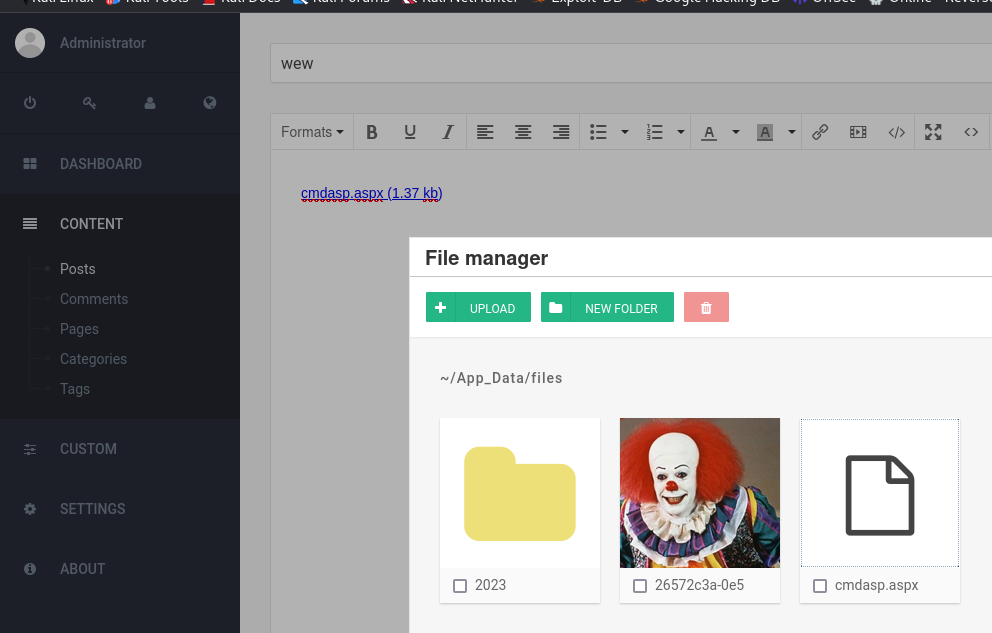 Kali Linux Kali Tools Kali Docs Kali Forums Kali NetHunter Exploit-DB Google Hacking DB OffSec
Administrator
wew
Formats
B U I A A
DASHBOARD
cmdasp.aspx (1.37 kb)
CONTENT
File manager
Posts
Comments
UPLOAD NEW FOLDER
Pages
Categories
~/App_Data/files
Tags
CUSTOM
SETTINGS
ABOUT
2023 26572c3a-0e5 cmdasp.aspx